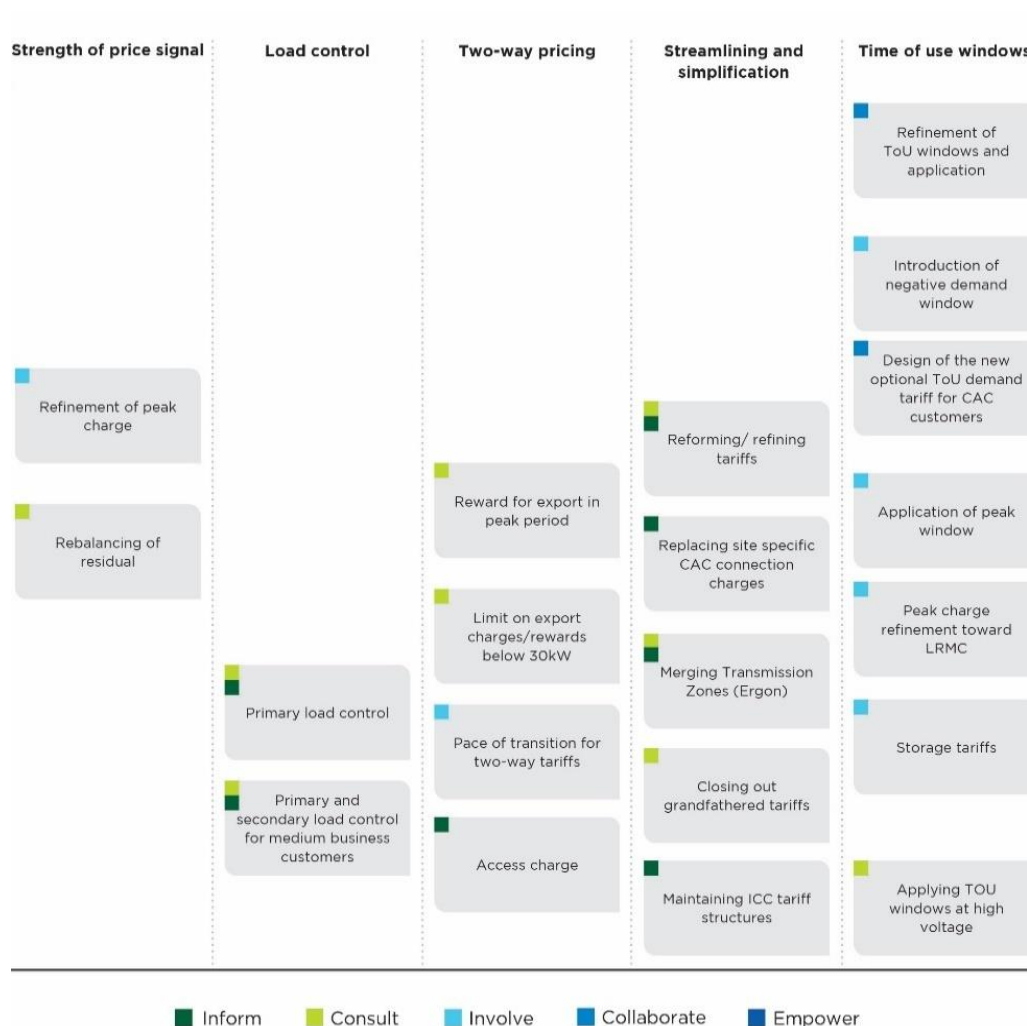 Strength of price signal
Load control
Two-way pricing
Streamlining and
simplification
Time of use windows
Refinement of peak
charge
Rebalancing of
residual
Primary load control
Primary and
secondary load control
for medium business
customers
Reward for export in
peak period
Limit on export
charges/rewards
below 30kW
Pace of transition for
two-way tariffs
Access charge
Reforming/ refining
tariffs
Replacing site specific
CAC connection
charges
Merging Transmission
Zones (Ergon)
Closing out
grandfathered tariffs
Maintaining ICC tariff
structures
Refinement of
ToU windows and
application
Introduction of
negative demand
window
Design of the new
optional ToU demand
tariff for CAC
customers
Application of peak
window
Peak charge
refinement toward
LRMC
Storage tariffs
Applying TOU
windows at high
voltage
Inform
Consult
Involve
Collaborate
Empower